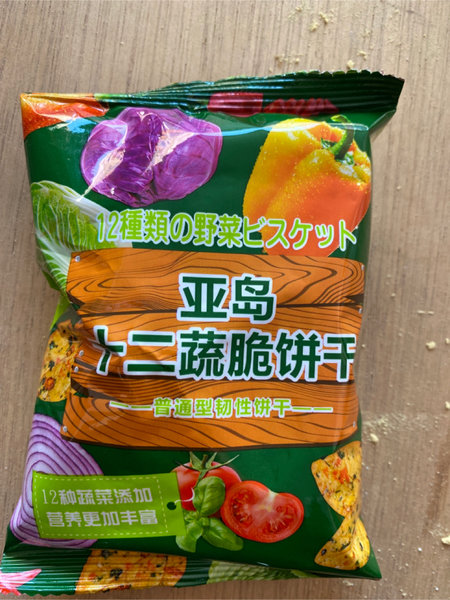 12種類の野菜ビスケット
亚岛
十二蔬脆饼干
——普通型韧性饼干——
12种蔬菜添加
营养更加丰富